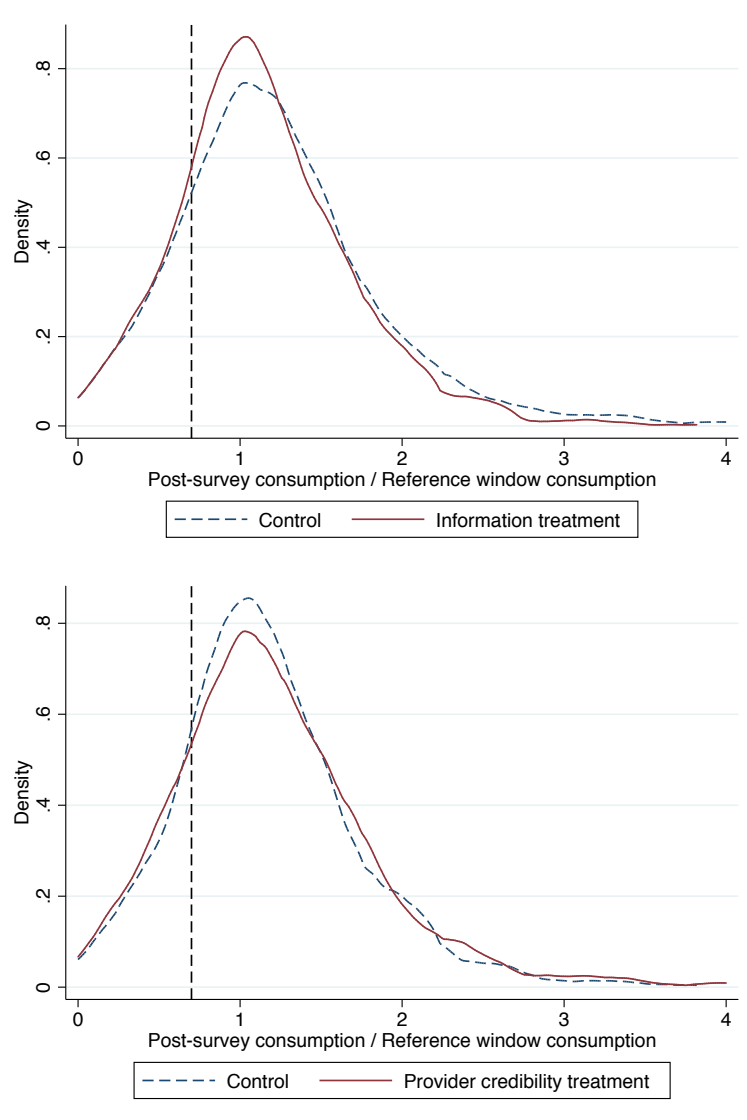 Density
.8
.6
.4
.2
0
0 1 2 3 4
Post-survey consumption / Reference window consumption
Control Information treatment
Density
.8
.6
.4
.2
0
0 1 2 3 4
Post-survey consumption / Reference window consumption
Control Provider credibility treatment